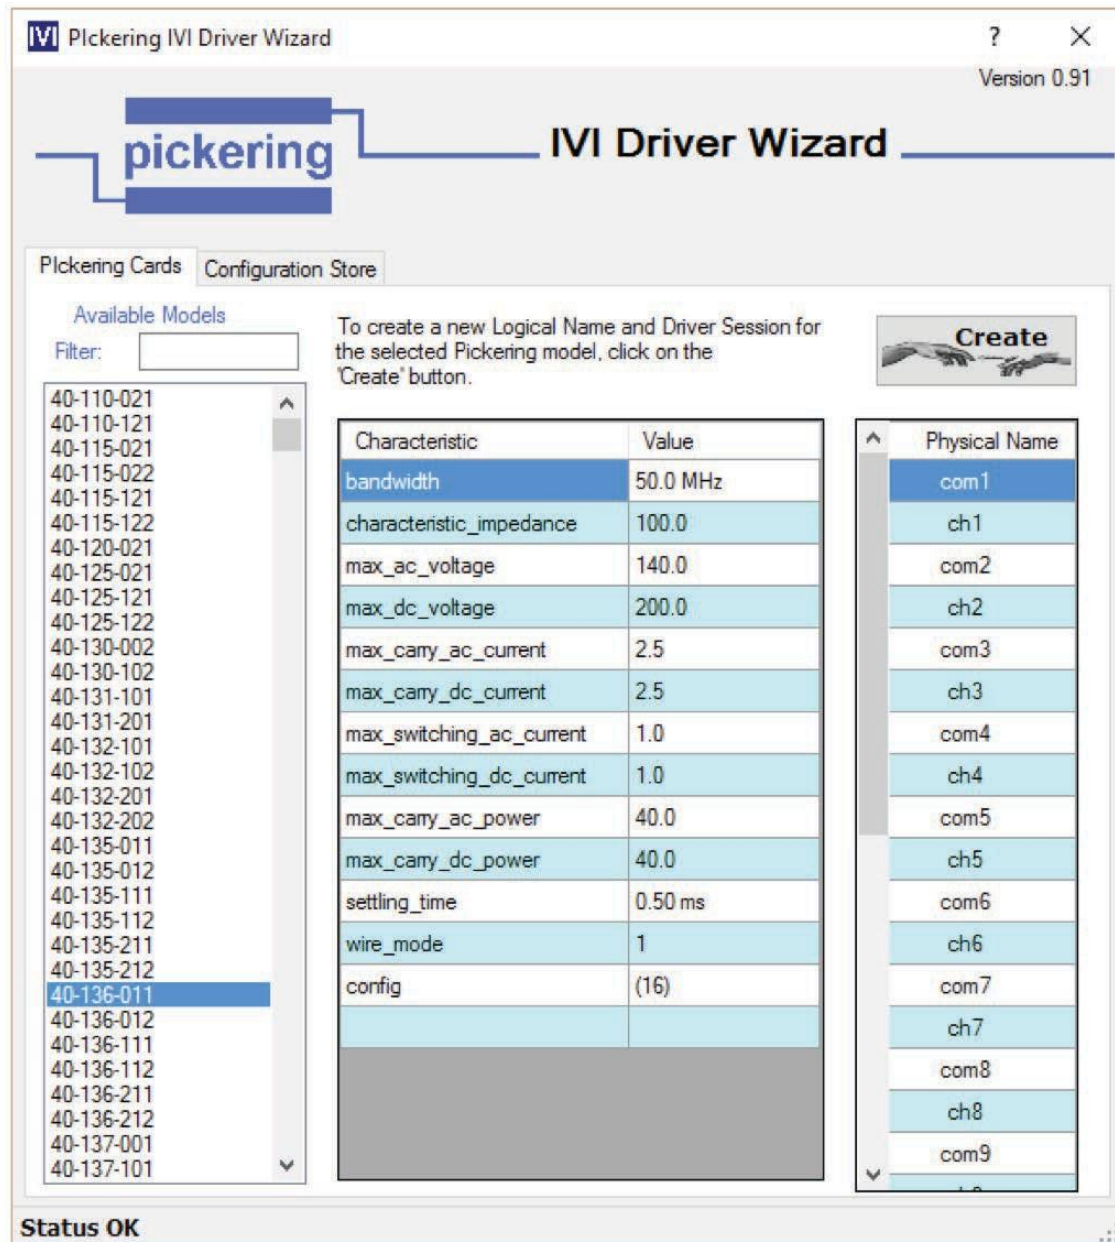 IVI PIckering IVI Driver Wizard ?
Version 0.91
pickering
IVI Driver Wizard
PIckering Cards Configuration Store
Available Models
Filter:
To create a new Logical Name and Driver Session for
the selected Pickering model, click on the
'Create' button.
Create
40-110-021
40-110-121
40-115-021
40-115-022
40-115-121
40-115-122
40-120-021
40-125-021
40-125-121
40-125-122
40-130-002
40-130-102
40-131-101
40-131-201
40-132-101
40-132-102
40-132-201
40-132-202
40-135-011
40-135-012
40-135-111
40-135-112
40-135-211
40-135-212
40-136-011
40-136-012
40-136-111
40-136-112
40-136-211
40-136-212
40-137-001
40-137-101
Characteristic Value
bandwidth 50.0 MHz
characteristic_impedance 100.0
max_ac_voltage 140.0
max_dc_voltage 200.0
max_carry_ac_current 2.5
max_carry_dc_current 2.5
max_switching_ac_current 1.0
max_switching_dc_current 1.0
max_carry_ac_power 40.0
max_carry_dc_power 40.0
settling_time 0.50 ms
wire_mode 1
config (16)
Physical Name
com1
ch1
com2
ch2
com3
ch3
com4
ch4
com5
ch5
com6
ch6
com7
ch7
com8
ch8
com9
Status OK